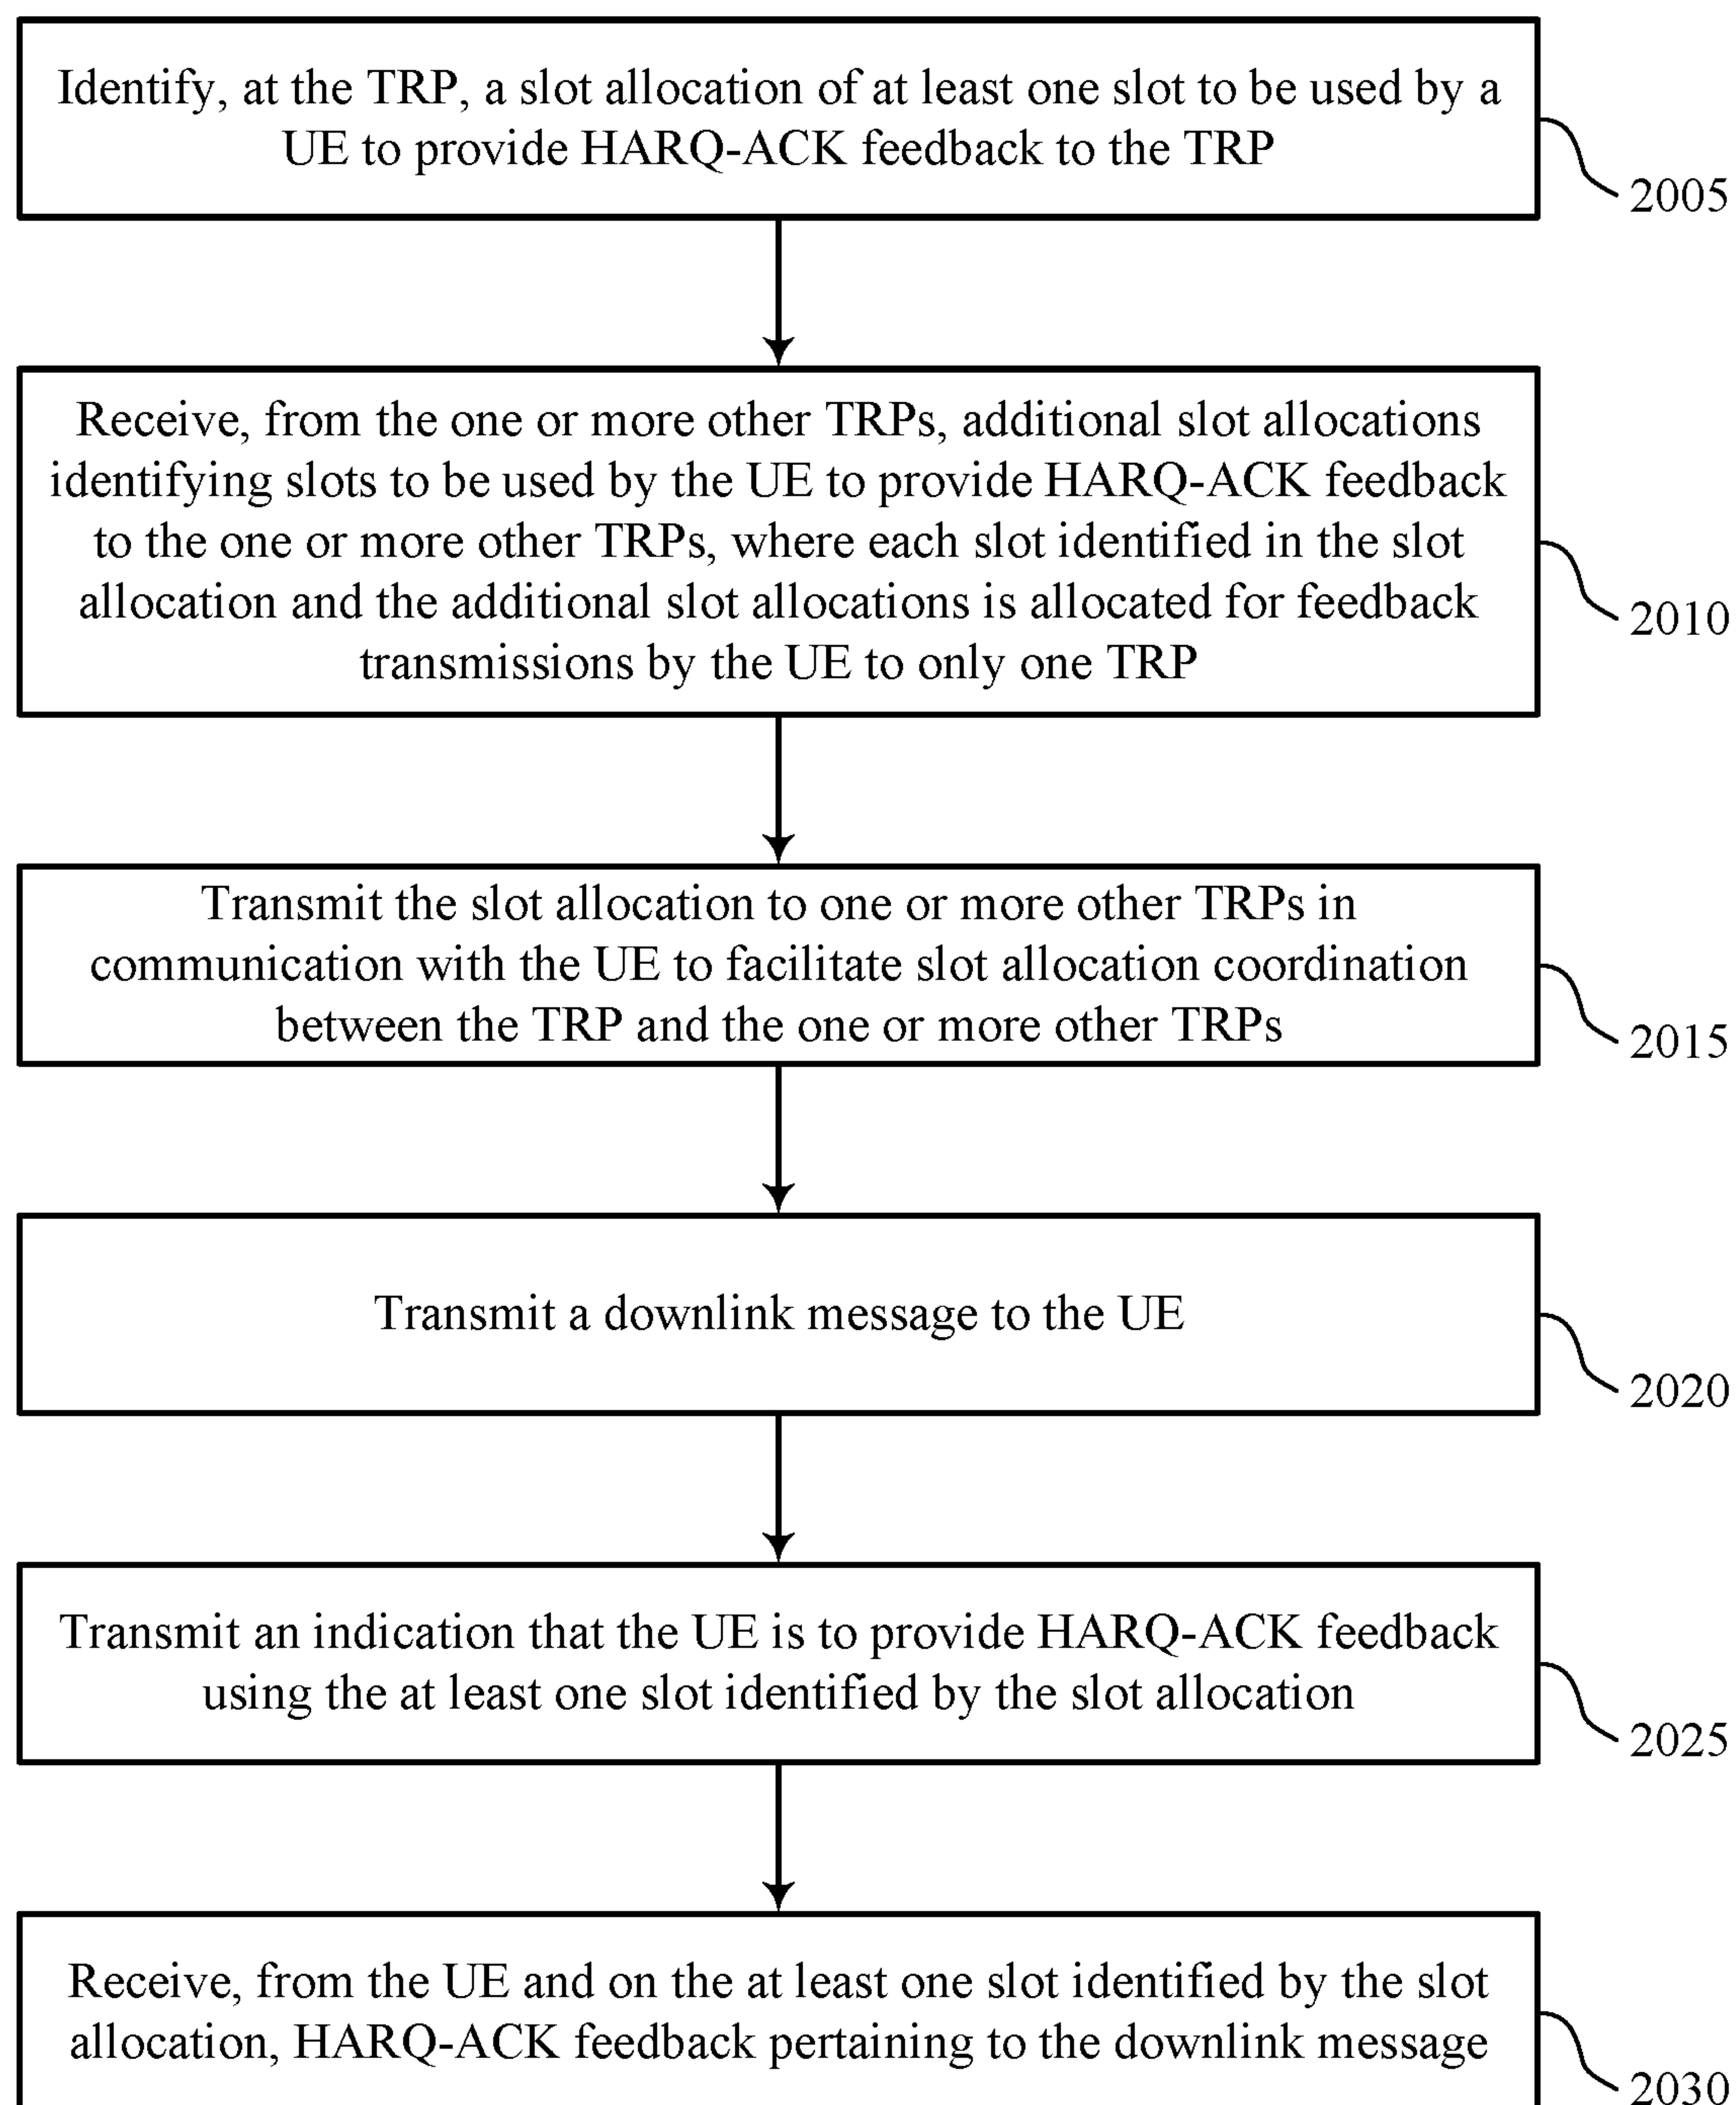 Identify, at the TRP, a slot allocation of at least one slot to be used by a
UE to provide HARQ-ACK feedback to the TRP
2005
Receive, from the one or more other TRPs, additional slot allocations
identifying slots to be used by the UE to provide HARQ-ACK feedback
to the one or more other TRPs, where each slot identified in the slot
allocation and the additional slot allocations is allocated for feedback
transmissions by the UE to only one TRP
2010
Transmit the slot allocation to one or more other TRPs in
communication with the UE to facilitate slot allocation coordination
between the TRP and the one or more other TRPs
2015
Transmit a downlink message to the UE
2020
Transmit an indication that the UE is to provide HARQ-ACK feedback
using the at least one slot identified by the slot allocation
2025
Receive, from the UE and on the at least one slot identified by the slot
allocation, HARQ-ACK feedback pertaining to the downlink message
2030